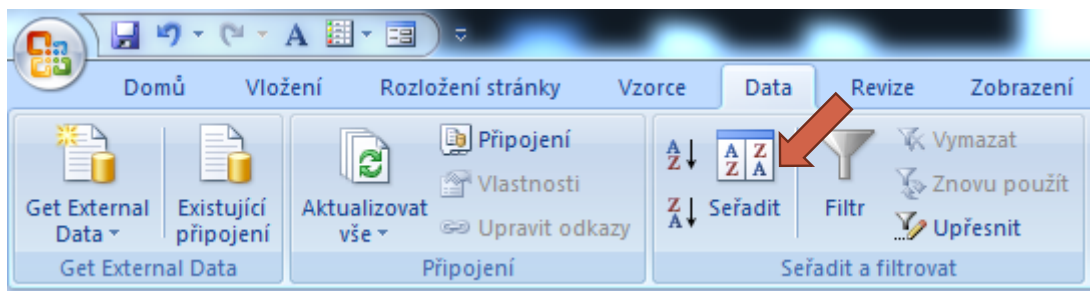 Domů Vložení Rozložení stránky Vzorce Data Revize Zobrazení
Get External
Data
Existující
připojení
Get External Data
Aktualizovat
vše
Připojení
Vlastnosti
Upravit odkazy
Připojení
A
Z
Z
A
A Z
Z A
Seřadit
Filtr
Vymazat
Znovu použít
Upřesnit
Seřadit a filtrovat